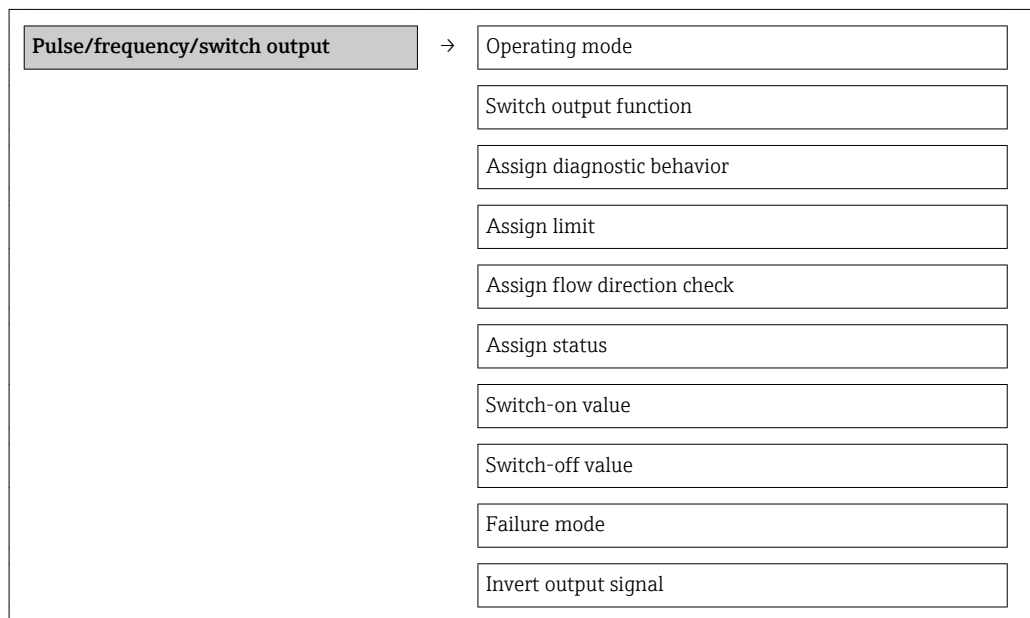 Pulse/frequency/switch output → Operating mode
Switch output function
Assign diagnostic behavior
Assign limit
Assign flow direction check
Assign status
Switch-on value
Switch-off value
Failure mode
Invert output signal